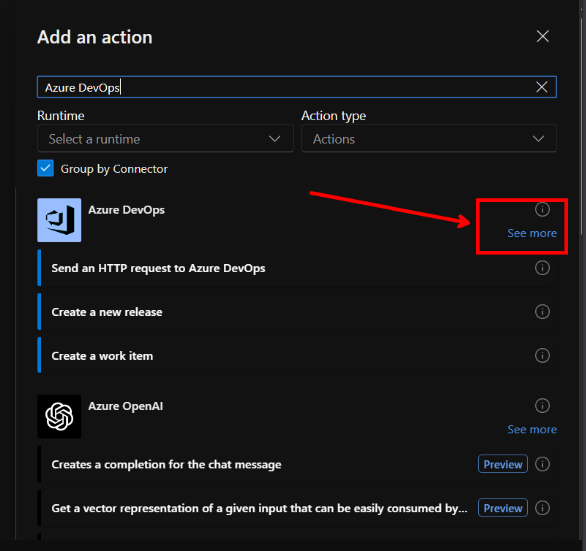 Add an action
Azure DevOps
Runtime
Action type
Select a runtime
Actions
Group by Connector
Azure DevOps
See more
Send an HTTP request to Azure DevOps
Create a new release
Create a work item
Azure OpenAI
See more
Creates a completion for the chat message
Preview
Get a vector representation of a given input that can be easily consumed by...
Preview